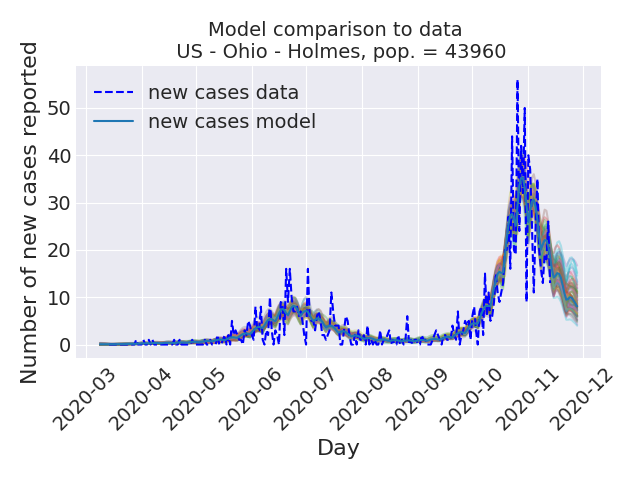 Model comparison to data
US - Ohio - Holmes, pop. = 43960
new cases data
new cases model
Number of new cases reported
50
40
30
20
10
0
2020-03
2020-04
2020-05
2020-06
2020-07
2020-08
2020-09
2020-10
2020-11
2020-12
Day